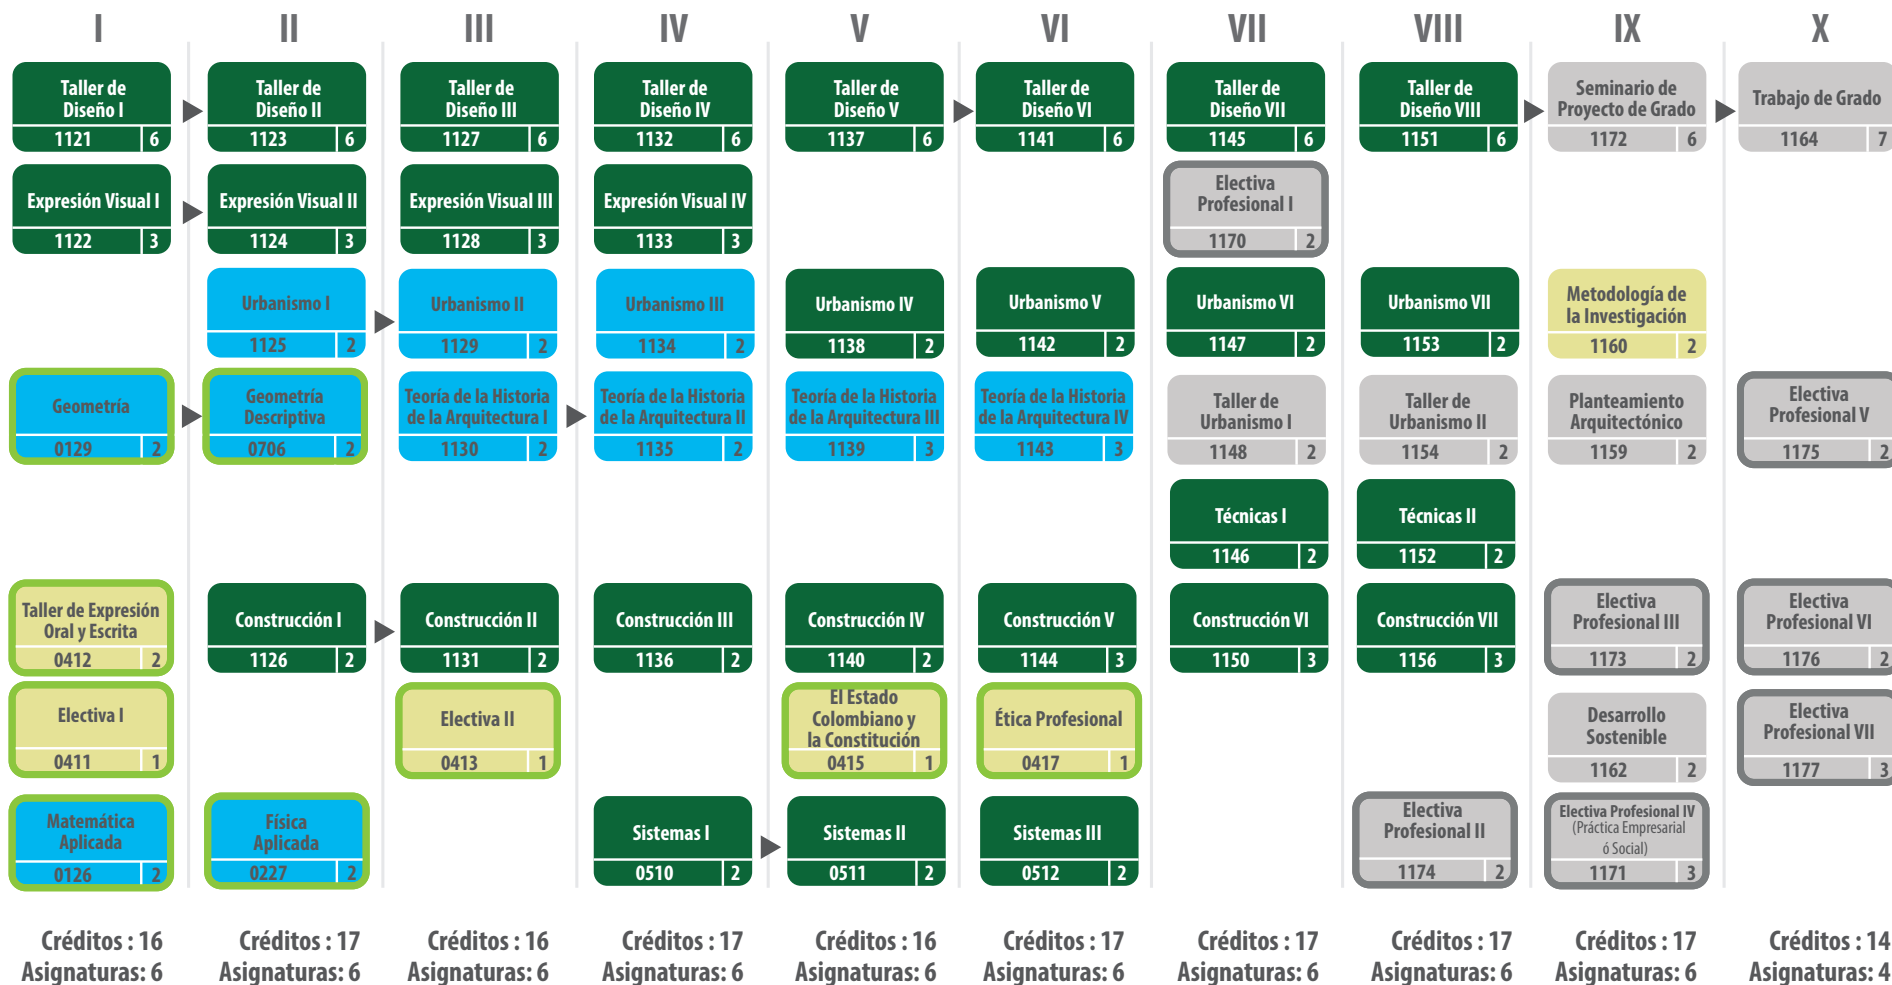 I II III IV V VI VII VIII IX X
Taller de
Diseño I
1121 6
Taller de
Diseño II
1123 6
Taller de
Diseño III
1127 6
Taller de
Diseño IV
1132 6
Taller de
Diseño V
1137 6
Taller de
Diseño VI
1141 6
Taller de
Diseño VII
1145 6
Taller de
Diseño VIII
1151 6
Seminario de
Proyecto de Grado
1172 6
Trabajo de Grado
1164 7
Expresión Visual I
1122 3
Expresión Visual II
1124 3
Expresión Visual III
1128 3
Expresión Visual IV
1133 3
Electiva
Profesional I
1170 2
Urbanismo I
1125 2
Urbanismo II
1129 2
Urbanismo III
1134 2
Urbanismo IV
1138 2
Urbanismo V
1142 2
Urbanismo VI
1147 2
Urbanismo VII
1153 2
Metodología de
la Investigación
1160 2
Geometría
0129 2
Geometría
Descriptiva
0706 2
Teoría de la Historia
de la Arquitectura I
1130 2
Teoría de la Historia
de la Arquitectura II
1135 2
Teoría de la Historia
de la Arquitectura III
1139 3
Teoría de la Historia
de la Arquitectura IV
1143 3
Taller de
Urbanismo I
1148 2
Taller de
Urbanismo II
1154 2
Planteamiento
Arquitectónico
1159 2
Electiva
Profesional V
1175 2
Técnicas I
1146 2
Técnicas II
1152 2
Taller de Expresión
Oral y Escrita
0412 2
Construcción I
1126 2
Construcción II
1131 2
Construcción III
1136 2
Construcción IV
1140 2
Construcción V
1144 3
Construcción VI
1150 3
Construcción VII
1156 3
Electiva
Profesional III
1173 2
Electiva
Profesional VI
1176 2
Electiva I
0411 1
Electiva II
0413 1
El Estado
Colombiano y
la Constitución
0415 1
Ética Profesional
0417 1
Desarrollo
Sostenible
1162 2
Electiva
Profesional VII
1177 3
Matemática
Aplicada
0126 2
Física
Aplicada
0227 2
Sistemas I
0510 2
Sistemas II
0511 2
Sistemas III
0512 2
Electiva
Profesional II
1174 2
Electiva Profesional IV
(Práctica Empresarial
ó Social)
1171 3
Créditos : 16 Créditos : 17 Créditos : 16 Créditos : 17 Créditos : 16 Créditos : 17 Créditos : 17 Créditos : 17 Créditos : 17 Créditos : 14
Asignaturas: 6 Asignaturas: 6 Asignaturas: 6 Asignaturas: 6 Asignaturas: 6 Asignaturas: 6 Asignaturas: 6 Asignaturas: 6 Asignaturas: 6 Asignaturas: 4